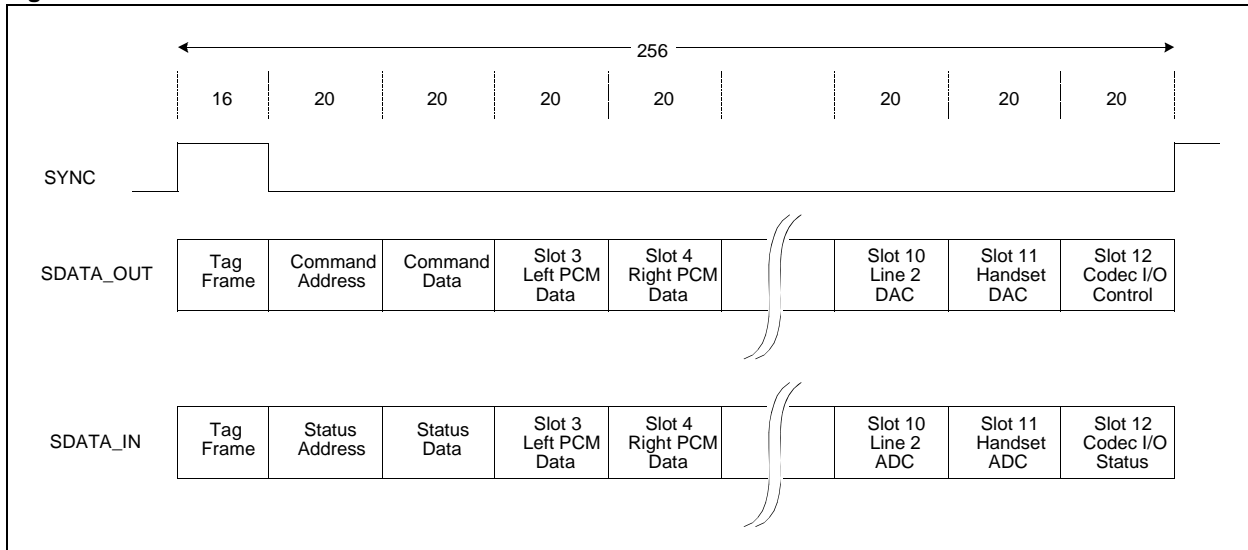 256
16 20 20 20 20 20 20 20
SYNC
SDATA_OUT
Tag
Frame
Command
Address
Command
Data
Slot 3
Left PCM
Data
Slot 4
Right PCM
Data
Slot 10
Line 2
DAC
Slot 11
Handset
DAC
Slot 12
Codec I/O
Control
SDATA_IN
Tag
Frame
Status
Address
Status
Data
Slot 3
Left PCM
Data
Slot 4
Right PCM
Data
Slot 10
Line 2
ADC
Slot 11
Handset
ADC
Slot 12
Codec I/O
Status